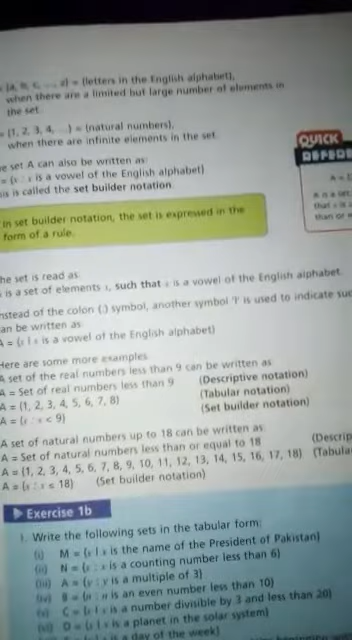 = {a, b, c, ..., z} = {letters in the English alphabet},
when there are a limited but large number of elements in
the set.
= {1, 2, 3, 4, ...} = {natural numbers},
when there are infinite elements in the set.
e set A can also be written as:
= {x : x is a vowel of the English alphabet}
is is called the set builder notation.
In set builder notation, the set is expressed in the
form of a rule.
QUICK
A = {
A is a set
that x is
than or
he set is read as:
is a set of elements x, such that x is a vowel of the English alphabet.
nstead of the colon (:) symbol, another symbol '|' is used to indicate suc
an be written as:
A = {x | x is a vowel of the English alphabet}
Here are some more examples.
A set of the real numbers less than 9 can be written as:
A = Set of real numbers less than 9 (Descriptive notation)
A = {1, 2, 3, 4, 5, 6, 7, 8} (Tabular notation)
A = {x : x < 9} (Set builder notation)
A set of natural numbers up to 18 can be written as:
A = Set of natural numbers less than or equal to 18 (Descrip
A = {1, 2, 3, 4, 5, 6, 7, 8, 9, 10, 11, 12, 13, 14, 15, 16, 17, 18} (Tabula
A = {x : x ≤ 18} (Set builder notation)
Exercise 1b
1. Write the following sets in the tabular form:
(i) M = {x | x is the name of the President of Pakistan}
(ii) N = {x : x is a counting number less than 6}
(iii) A = {y : y is a multiple of 3}
(iv) B = {n : n is an even number less than 10}
(v) C = {x | x is a number divisible by 3 and less than 20}
(vi) D = {x | x is a planet in the solar system}
is a day of the week}